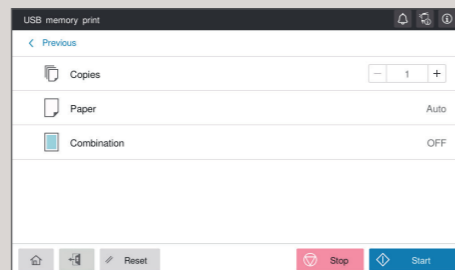 USB memory print
Previous
Copies 1
Paper Auto
Combination OFF
Reset Stop Start